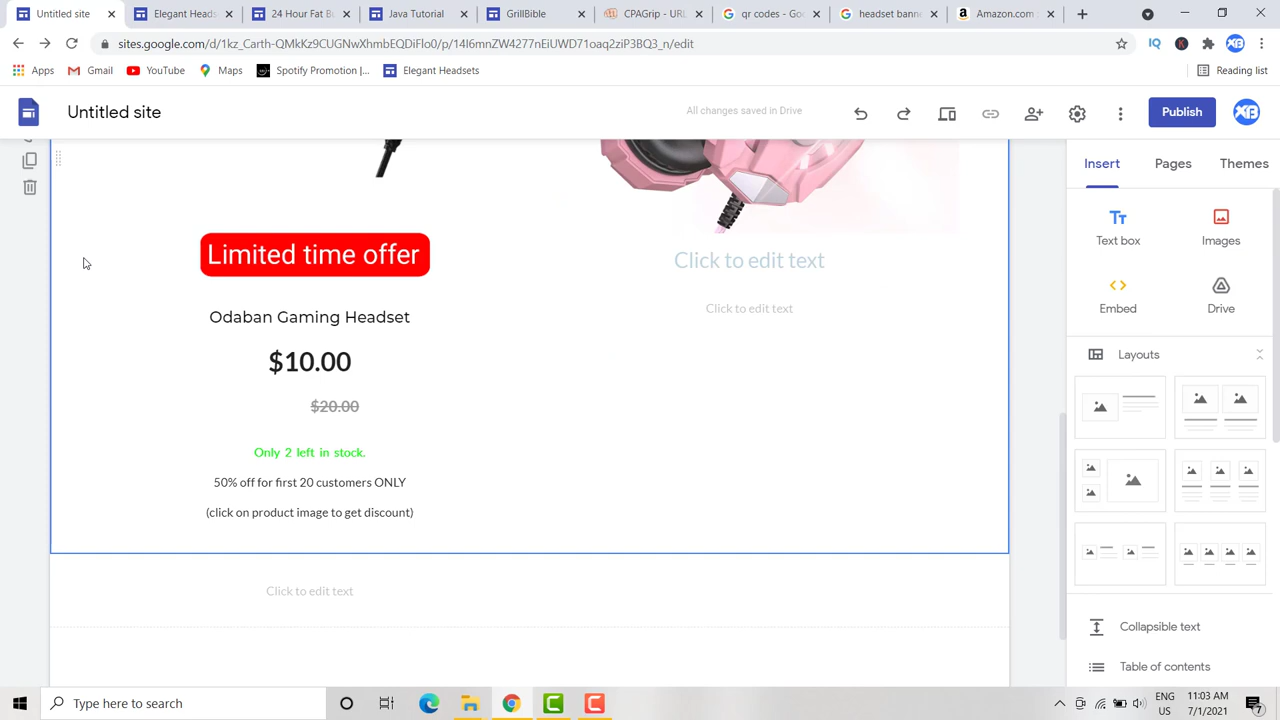 Untitled site
Elegant Heads
24 Hour Fat Bu
Java Tutorial
GrillBible
CPAGrip - URL
qr codes - Goo
headset banne
Amazon.com
sites.google.com/d/1kz_Carth-QMkKz9CUGNwXhmbEQDiFlo0/p/14I6mnZW4277nEiUWD71oaq2ziP3BQ3_n/edit
Apps
Gmail
YouTube
Maps
Spotify Promotion |...
Elegant Headsets
Reading list
Untitled site
All changes saved in Drive
Publish
Insert
Pages
Themes
Text box
Images
Embed
Drive
Layouts
Collapsible text
Table of contents
Limited time offer
Odaban Gaming Headset
$10.00
$20.00
Only 2 left in stock.
50% off for first 20 customers ONLY
(click on product image to get discount)
Click to edit text
Click to edit text
Click to edit text
Type here to search
ENG
US
11:03 AM
7/1/2021
7